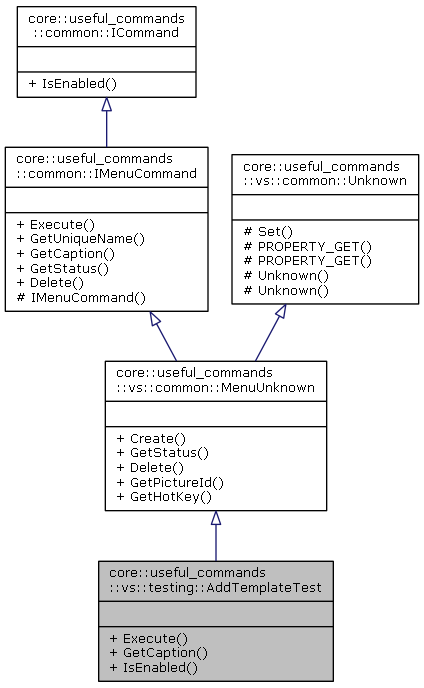 core::useful_commands
::common::ICommand
+ IsEnabled()
core::useful_commands
::common::IMenuCommand
+ Execute()
+ GetUniqueName()
+ GetCaption()
+ GetStatus()
+ Delete()
# IMenuCommand()
core::useful_commands
::vs::common::Unknown
# Set()
# PROPERTY_GET()
# PROPERTY_GET()
# Unknown()
# Unknown()
core::useful_commands
::vs::common::MenuUnknown
+ Create()
+ GetStatus()
+ Delete()
+ GetPictureId()
+ GetHotKey()
core::useful_commands
::vs::testing::AddTemplateTest
+ Execute()
+ GetCaption()
+ IsEnabled()